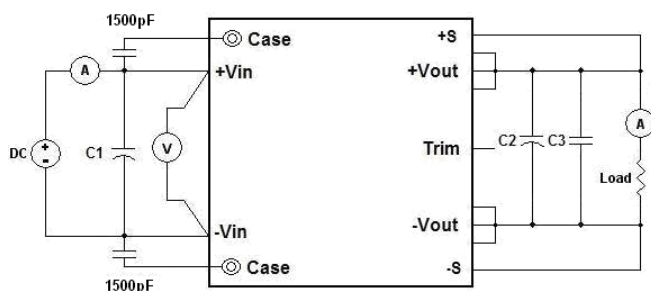 1500pF
Case
+S
A
+Vin
+Vout
DC
+
-
C1
V
Trim
C2
C3
A
Load
-Vin
-Vout
Case
-S
1500pF